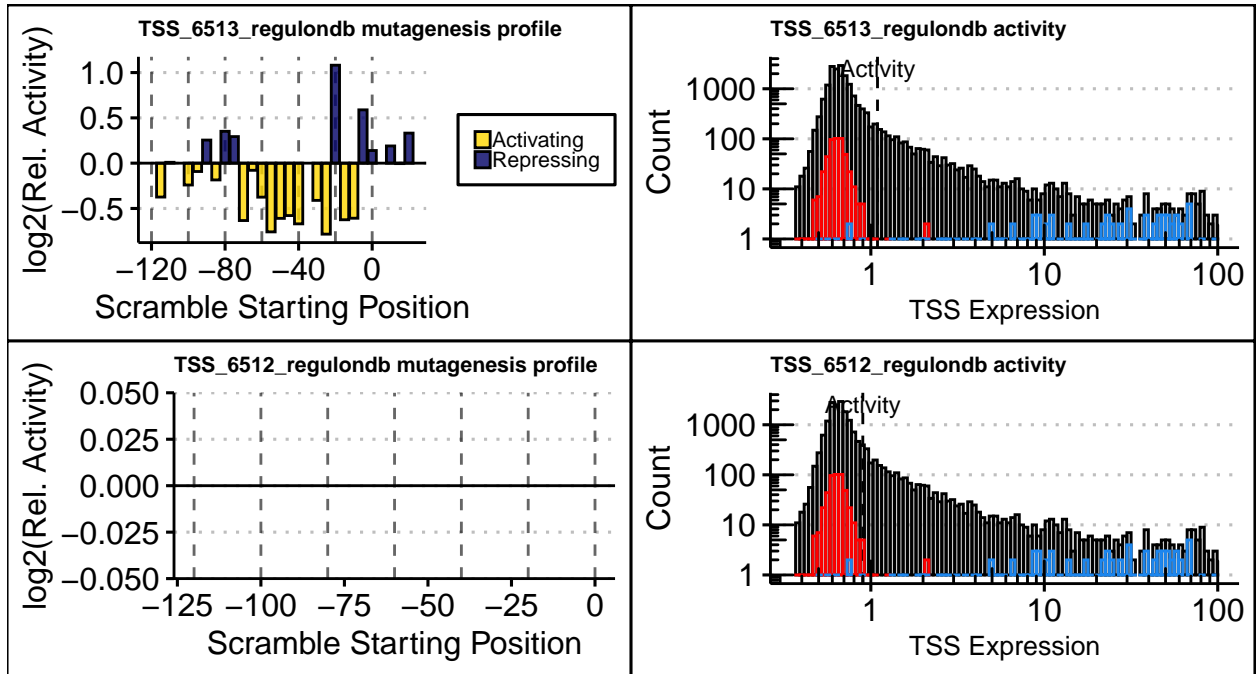 TSS_6513_regulondb mutagenesis profile
log2(Rel. Activity)
1.0
0.5
0.0
−0.5
−120 −80 −40 0
Scramble Starting Position
Activating
Repressing
TSS_6513_regulondb activity
Activity
Count
1000
100
10
1
1 10 100
TSS Expression
TSS_6512_regulondb mutagenesis profile
log2(Rel. Activity)
0.050
0.025
0.000
−0.025
−0.050
−125 −100 −75 −50 −25 0
Scramble Starting Position
TSS_6512_regulondb activity
Activity
Count
1000
100
10
1
1 10 100
TSS Expression